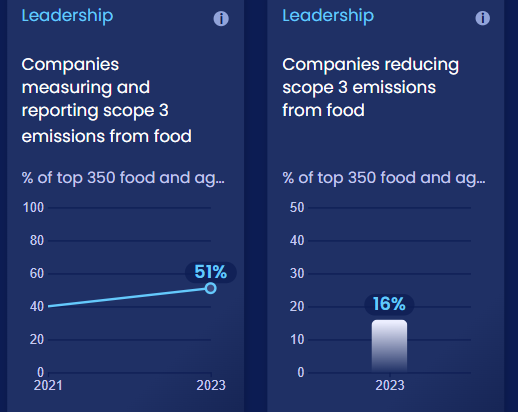 Leadership
i
Companies
measuring and
reporting scope 3
emissions from food
% of top 350 food and ag...
100
80
60
40
20
0
51%
2021
2023
Leadership
i
Companies reducing
scope 3 emissions
from food
% of top 350 food and ag...
50
40
30
20
10
0
16%
2023